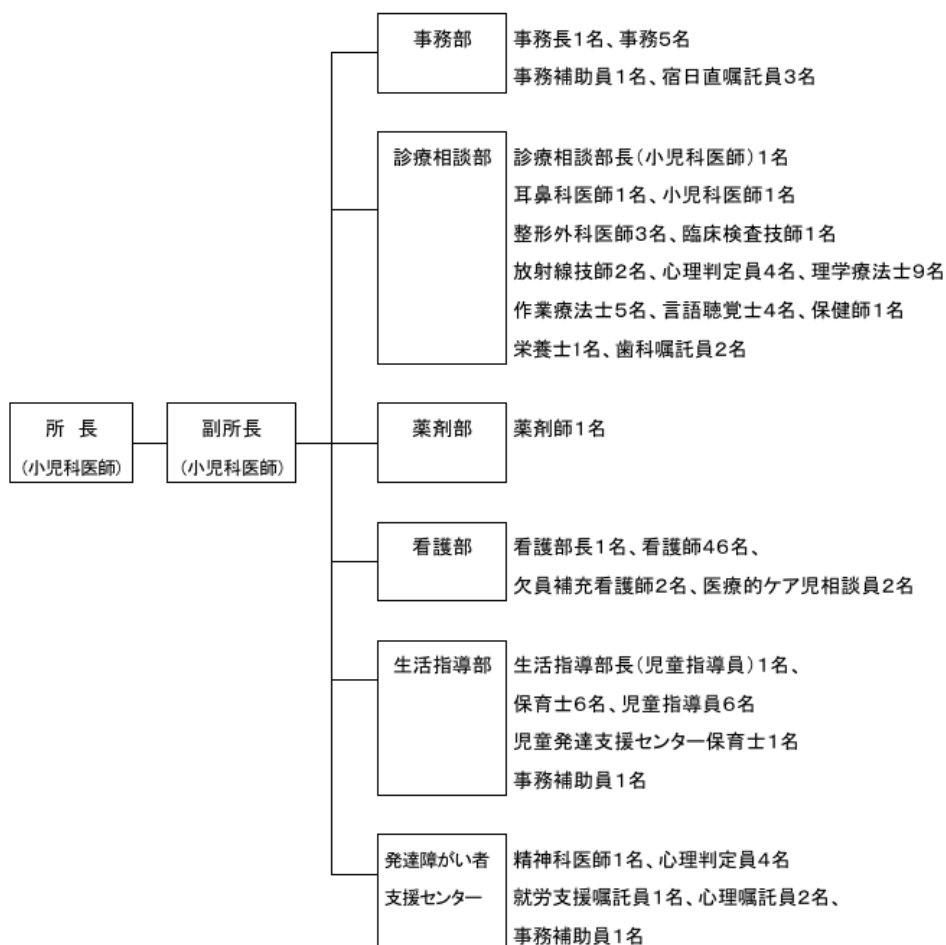 事務部
事務長1名、事務5名
事務補助員1名、宿日直嘱託員3名
診療相談部
診療相談部長(小児科医師)1名
耳鼻科医師1名、小児科医師1名
整形外科医師3名、臨床検査技師1名
放射線技師2名、心理判定員4名、理学療法士9名
作業療法士5名、言語聴覚士4名、保健師1名
栄養士1名、歯科嘱託員2名
所 長
(小児科医師)
副所長
(小児科医師)
薬剤部
薬剤師1名
看護部
看護部長1名、看護師46名、
欠員補充看護師2名、医療的ケア児相談員2名
生活指導部
生活指導部長(児童指導員)1名、
保育士6名、児童指導員6名
児童発達支援センター保育士1名
事務補助員1名
発達障がい者
支援センター
精神科医師1名、心理判定員4名
就労支援嘱託員1名、心理嘱託員2名、
事務補助員1名